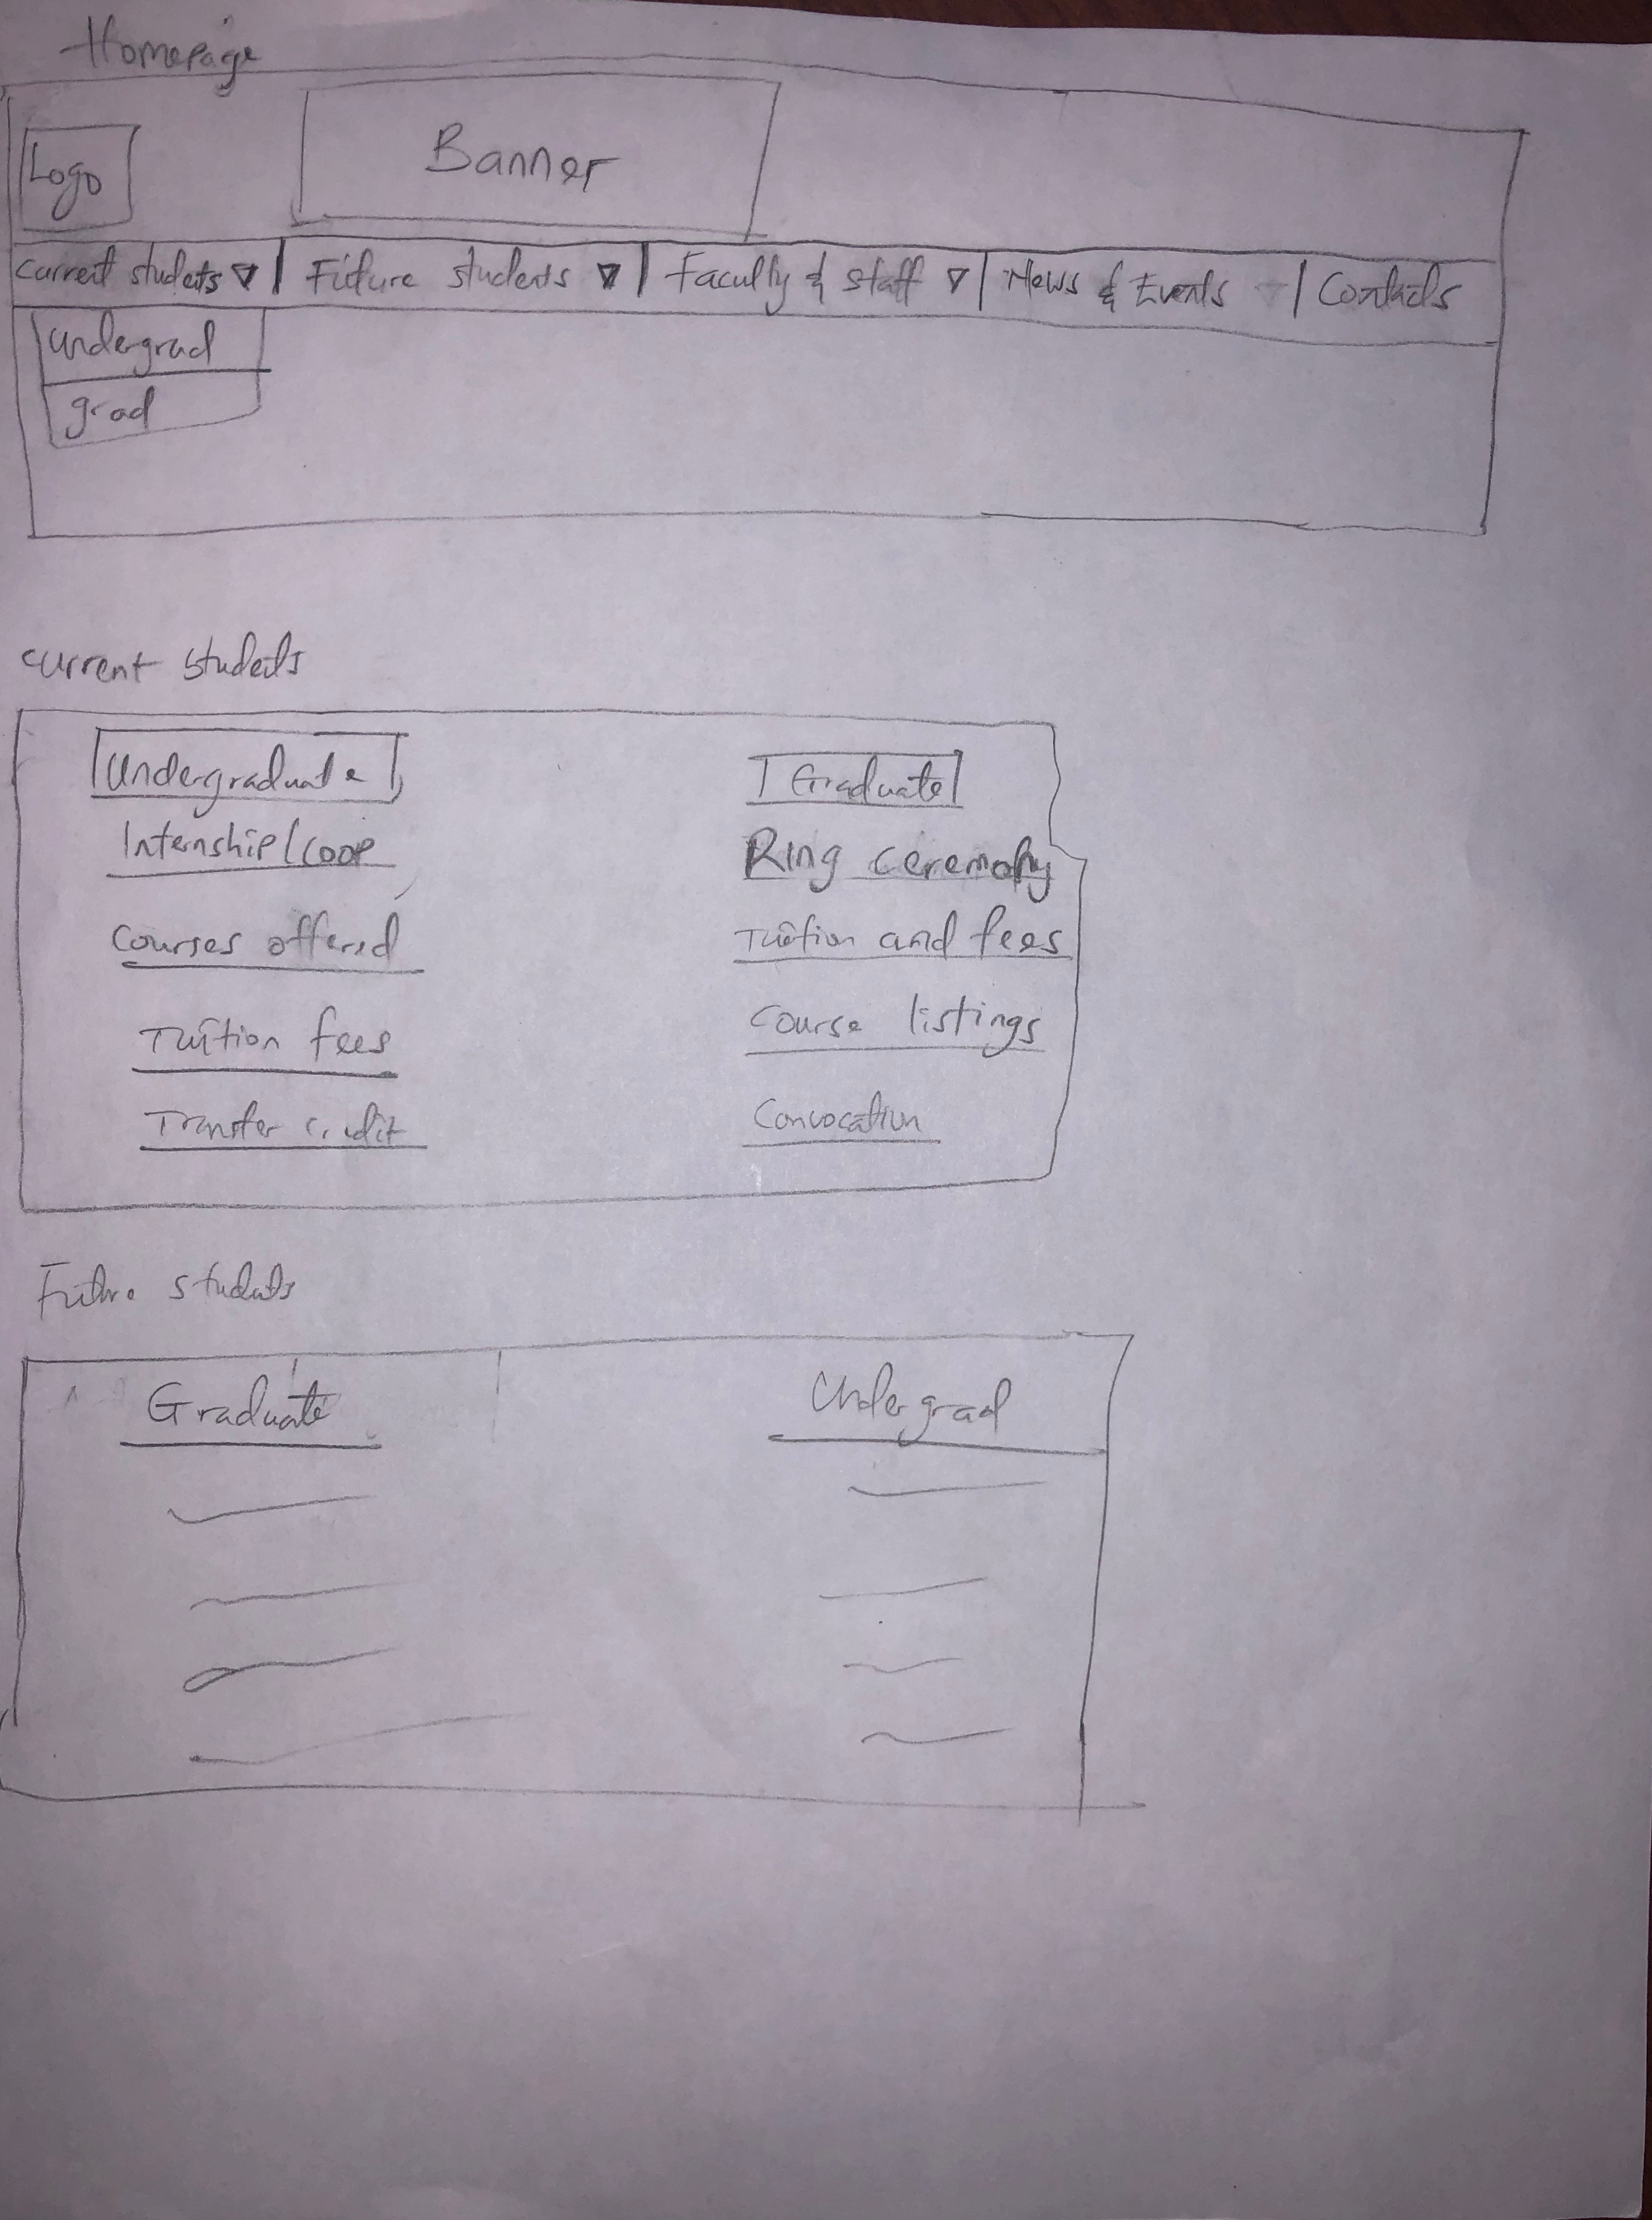 Homepage
Logo
Banner
Current students ▽ | Future students ▽ | Faculty & Staff ▽ | News & Events ▽ | Contacts
undergrad
grad
current students
Undergraduate
Graduate
Internship/coop
Ring ceremony
Courses offered
Tuition and fees
Tuition fees
Course listings
Transfer credit
Convocation
Future students
Graduate
Undergrad